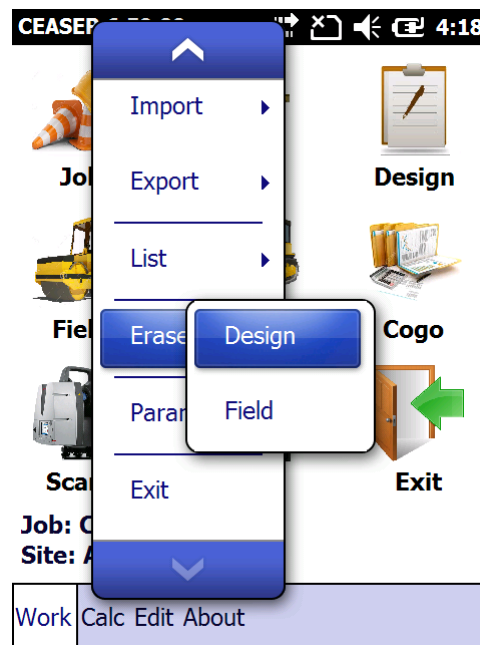 CEASER
4:18
Import
Export
List
Erase
Design
Field
Exit
Design
Cogo
Exit
Job:
Site:
Work Calc Edit About